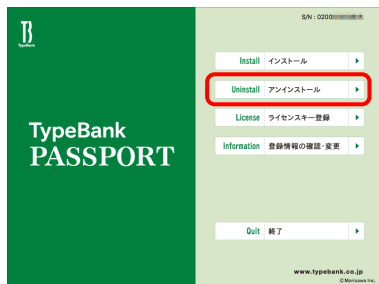 S/N : 0200
TB
TypeBank
Install インストール
Uninstall アンインストール
License ライセンスキー登録
Information 登録情報の確認・変更
TypeBank
PASSPORT
Quit 終了
www.typebank.co.jp
©Morisawa Inc.